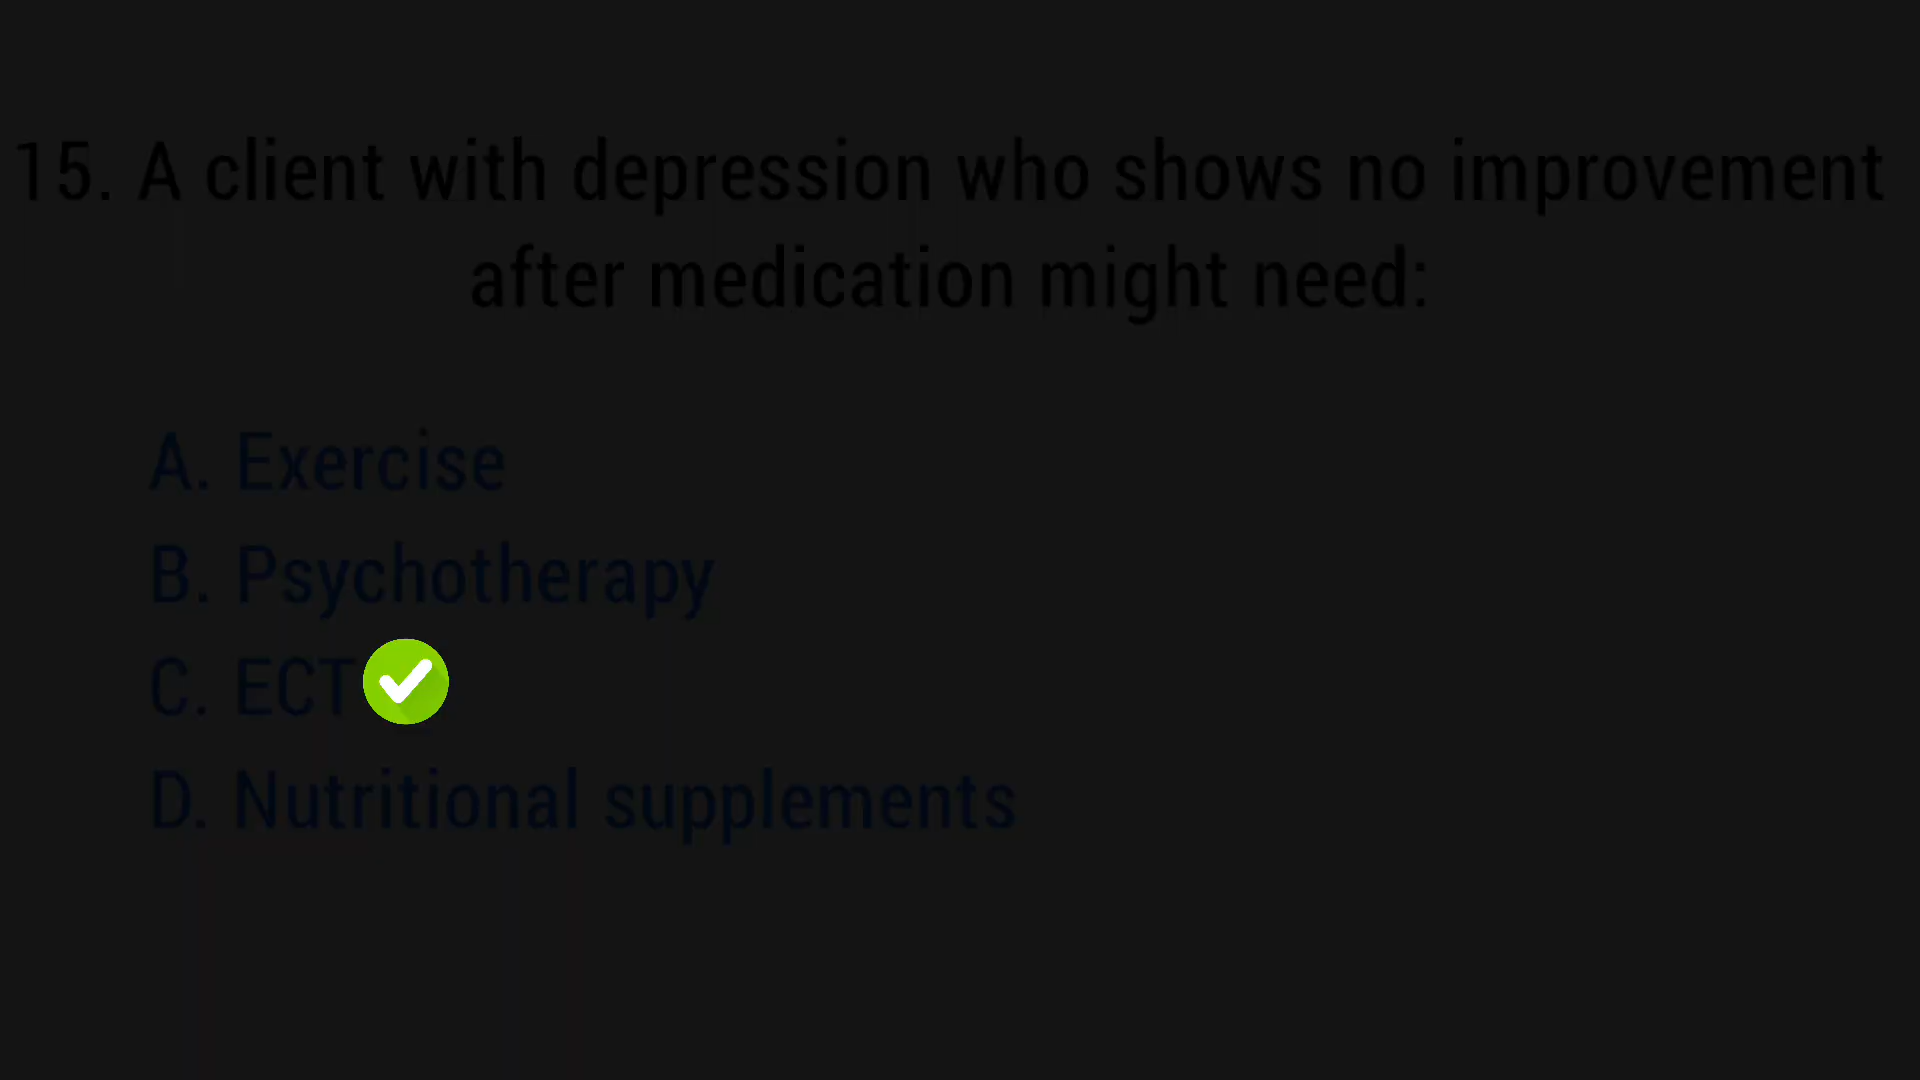 15. A client with depression who shows no improvement
after medication might need:
A. Exercise
B. Psychotherapy
C. ECT
D. Nutritional supplements